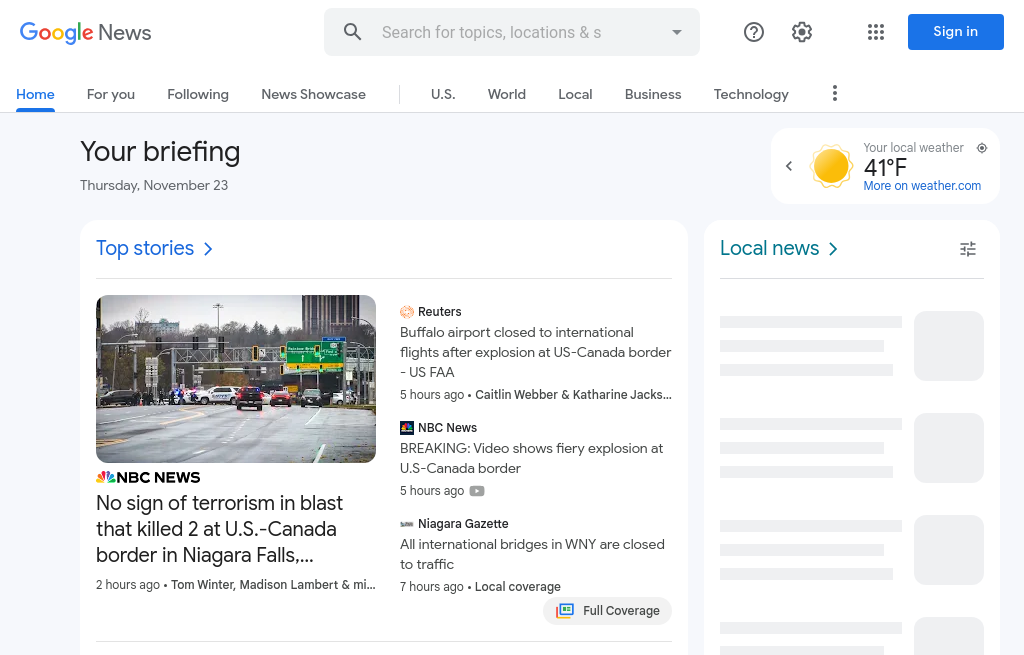 Google News
Search for topics, locations & s
Sign in
Home
For you
Following
News Showcase
U.S.
World
Local
Business
Technology
Your briefing
Thursday, November 23
Your local weather
41°F
More on weather.com
Top stories
NBC NEWS
No sign of terrorism in blast
that killed 2 at U.S.-Canada
border in Niagara Falls,...
2 hours ago • Tom Winter, Madison Lambert & mi...
Reuters
Buffalo airport closed to international
flights after explosion at US-Canada border
- US FAA
5 hours ago • Caitlin Webber & Katharine Jacks...
NBC News
BREAKING: Video shows fiery explosion at
U.S-Canada border
5 hours ago
Niagara Gazette
All international bridges in WNY are closed
to traffic
7 hours ago • Local coverage
Full Coverage
Local news